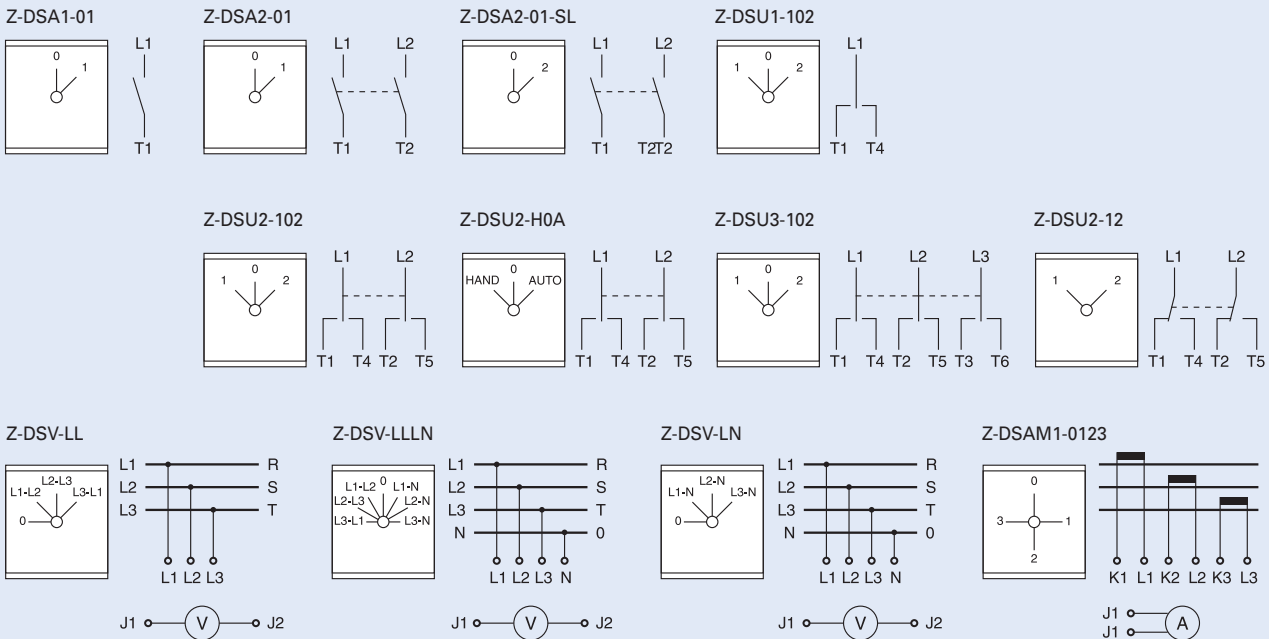 Z-DSA1-01 Z-DSA2-01 Z-DSA2-01-SL Z-DSU1-102
0 1 L1 T1
0 1 L1 L2 T1 T2
0 2 L1 L2 T1 T2T2
1 0 2 L1 T1 T4
Z-DSU2-102 Z-DSU2-H0A Z-DSU3-102 Z-DSU2-12
1 0 2 L1 L2 T1 T4 T2 T5
HAND 0 AUTO L1 L2 T1 T4 T2 T5
1 0 2 L1 L2 L3 T1 T4 T2 T5 T3 T6
1 2 L1 L2 T1 T4 T2 T5
Z-DSV-LL Z-DSV-LLLN Z-DSV-LN Z-DSAM1-0123
0 L1-L2 L2-L3 L3-L1
L1 R
L2 S
L3 T
L1 L2 L3
J1 V J2
L3-L1 L2-L3 L1-L2 0 L1-N L2-N L3-N
L1 R
L2 S
L3 T
N 0
L1 L2 L3 N
J1 V J2
0 L1-N L2-N L3-N
L1 R
L2 S
L3 T
N 0
L1 L2 L3 N
J1 V J2
0
3 1
2
K1 L1 K2 L2 K3 L3
J1 A
J1